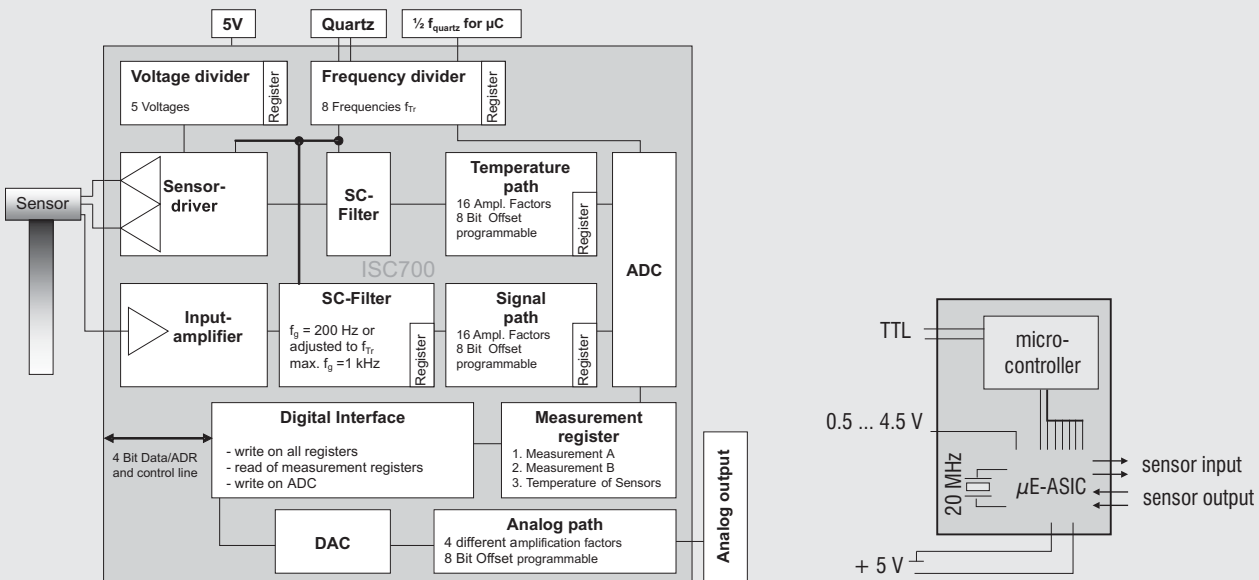 5V
Quartz
½ fquartz for µC
Voltage divider
5 Voltages
Register
Frequency divider
8 Frequencies fTr
Register
Sensor
Sensor-
driver
SC-
Filter
Temperature
path
16 Ampl. Factors
8 Bit Offset
programmable
Register
ADC
ISC700
Input-
amplifier
SC-Filter
fg = 200 Hz or
adjusted to fTr
max. fg =1 kHz
Register
Signal
path
16 Ampl. Factors
8 Bit Offset
programmable
Register
4 Bit Data/ADR
and control line
Digital Interface
- write on all registers
- read of measurement registers
- write on ADC
Measurement
register
1. Measurement A
2. Measurement B
3. Temperature of Sensors
DAC
Analog path
4 different amplification factors
8 Bit Offset programmable
Analog output
TTL
micro-
controller
0.5 ... 4.5 V
20 MHz
µE-ASIC
sensor input
sensor output
+ 5 V